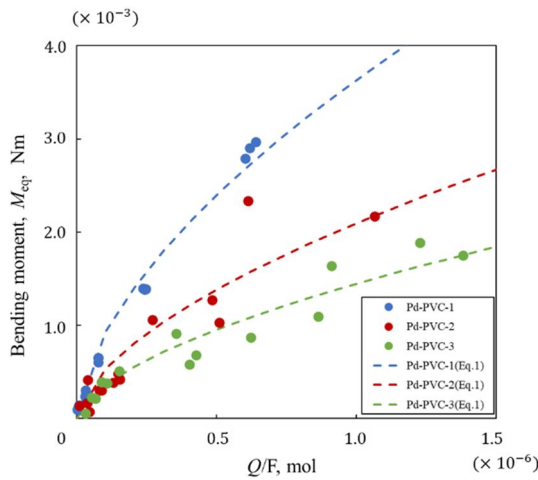 (× 10⁻³)
4.0
3.0
2.0
1.0
0
0.5
1.0
1.5
(× 10⁻⁶)
Bending moment, M_eq, Nm
Q/F, mol
Pd-PVC-1
Pd-PVC-2
Pd-PVC-3
Pd-PVC-1(Eq.1)
Pd-PVC-2(Eq.1)
Pd-PVC-3(Eq.1)